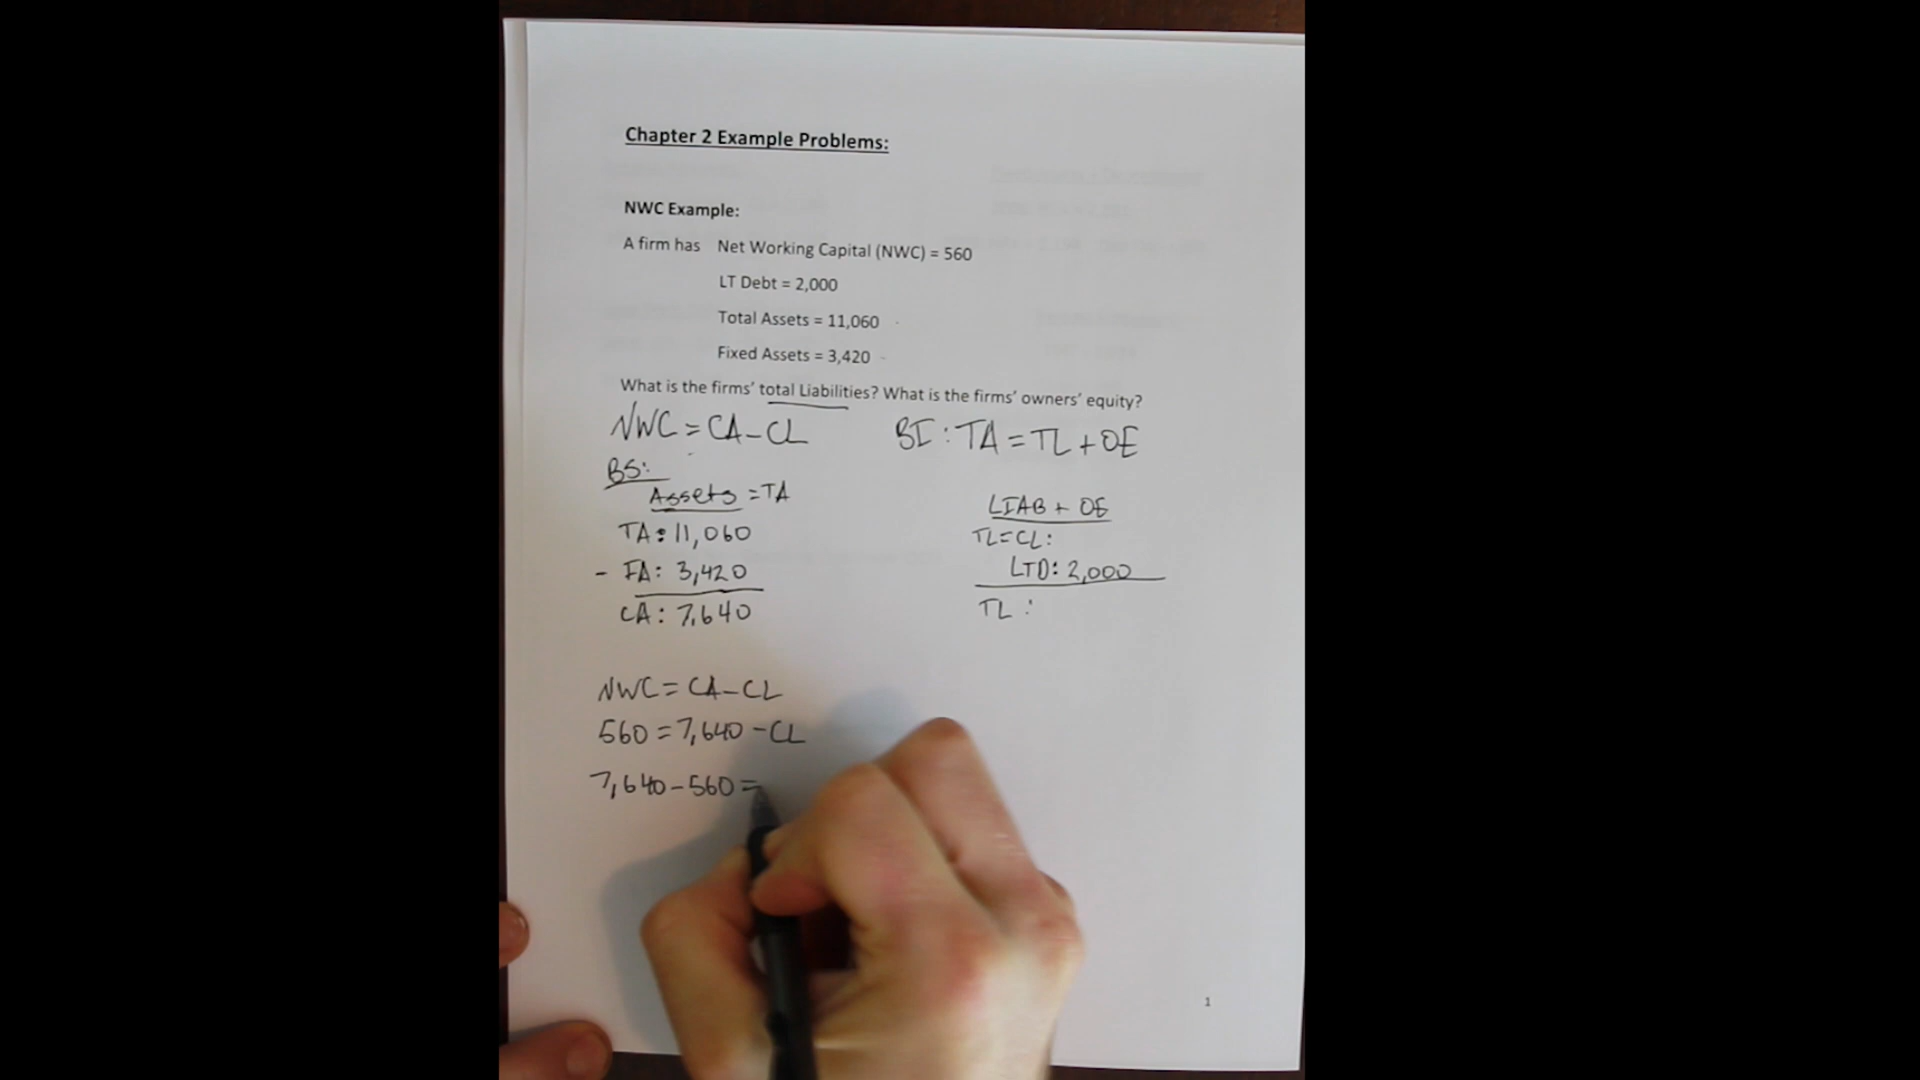 Chapter 2 Example Problems:
NWC Example:
A firm has Net Working Capital (NWC) = 560
LT Debt = 2,000
Total Assets = 11,060
Fixed Assets = 3,420
What is the firms' total Liabilities? What is the firms' owners' equity?
NWC = CA - CL
BI: TA = TL + OE
BS:
Assets = TA
TA: 11,060
- FA: 3,420
CA: 7,640
LIAB + OE
TL = CL:
LTD: 2,000
TL :
NWC = CA - CL
560 = 7,640 - CL
7,640 - 560 =
1